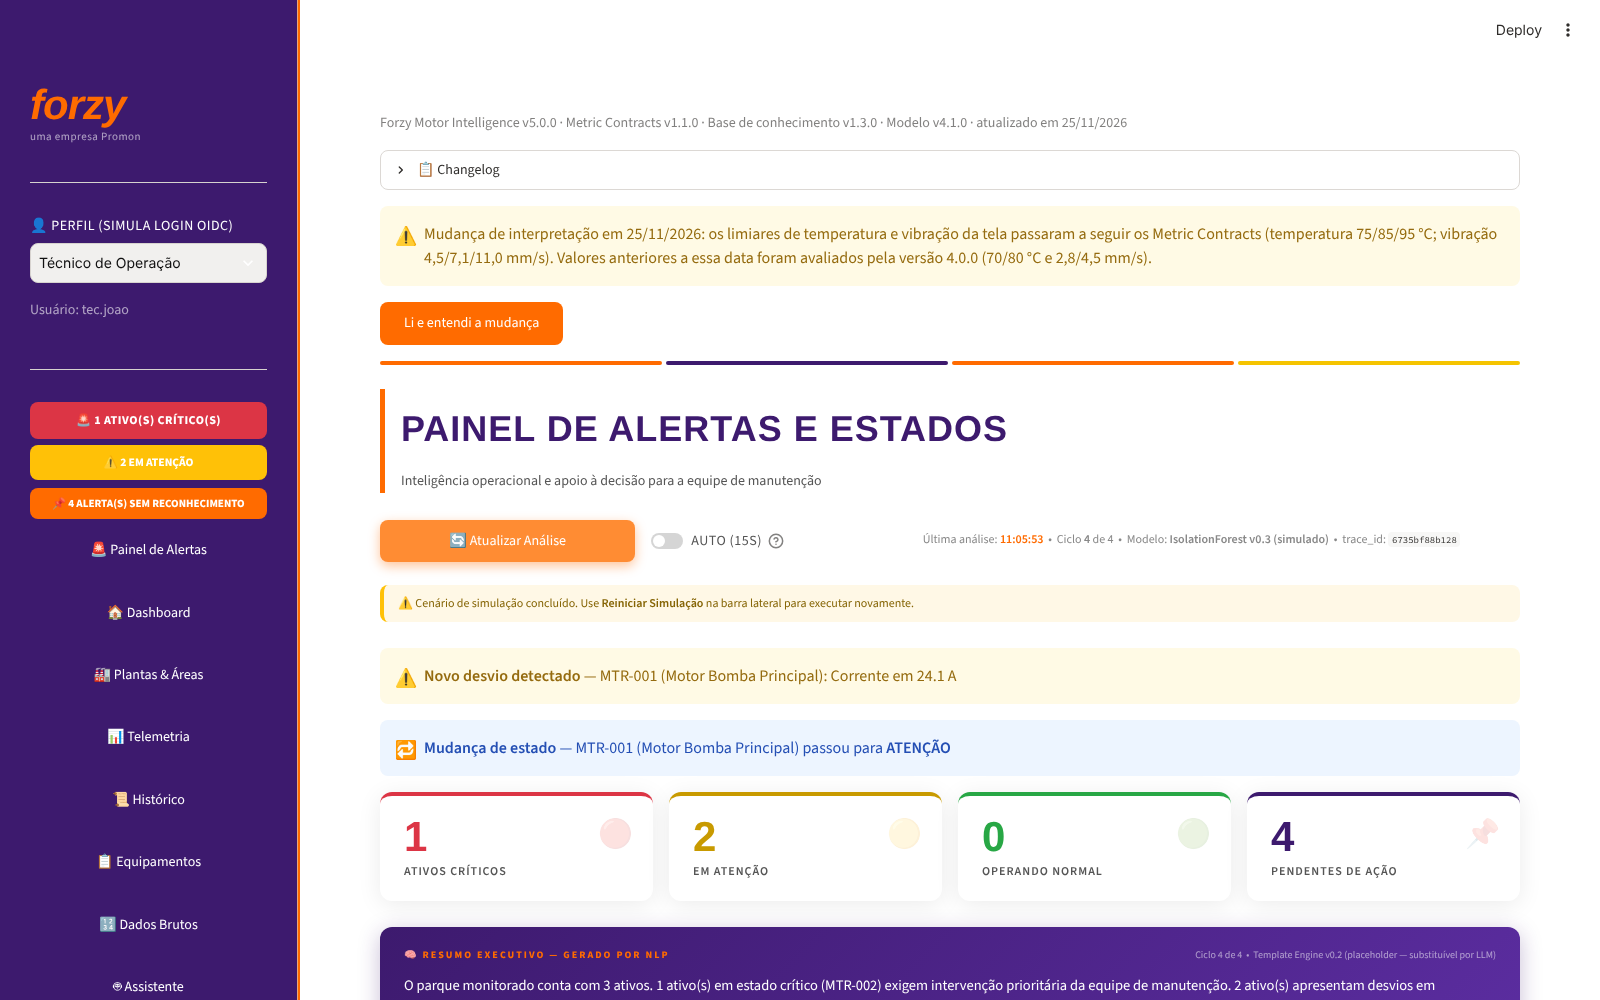 Deploy
forzy
uma empresa Promon
👤 PERFIL (SIMULA LOGIN OIDC)
Técnico de Operação
Usuário: tec.joao
🚨 1 ATIVO(S) CRÍTICO(S)
⚠️ 2 EM ATENÇÃO
📌 4 ALERTA(S) SEM RECONHECIMENTO
🚨 Painel de Alertas
🏠 Dashboard
🏭 Plantas & Áreas
📊 Telemetria
📜 Histórico
📋 Equipamentos
🔢 Dados Brutos
Assistente
Forzy Motor Intelligence v5.0.0 · Metric Contracts v1.1.0 · Base de conhecimento v1.3.0 · Modelo v4.1.0 · atualizado em 25/11/2026
📋 Changelog
⚠️ Mudança de interpretação em 25/11/2026: os limiares de temperatura e vibração da tela passaram a seguir os Metric Contracts (temperatura 75/85/95 °C; vibração
4,5/7,1/11,0 mm/s). Valores anteriores a essa data foram avaliados pela versão 4.0.0 (70/80 °C e 2,8/4,5 mm/s).
Li e entendi a mudança
PAINEL DE ALERTAS E ESTADOS
Inteligência operacional e apoio à decisão para a equipe de manutenção
🔄 Atualizar Análise
AUTO (15S)
Última análise: 11:05:53 • Ciclo 4 de 4 • Modelo: IsolationForest v0.3 (simulado) • trace_id: 6735bf88b128
⚠️ Cenário de simulação concluído. Use Reiniciar Simulação na barra lateral para executar novamente.
⚠️ Novo desvio detectado — MTR-001 (Motor Bomba Principal): Corrente em 24.1 A
🔁 Mudança de estado — MTR-001 (Motor Bomba Principal) passou para ATENÇÃO
1
ATIVOS CRÍTICOS
2
EM ATENÇÃO
0
OPERANDO NORMAL
4
PENDENTES DE AÇÃO
🧠 RESUMO EXECUTIVO — GERADO POR NLP
Ciclo 4 de 4 • Template Engine v0.2 (placeholder — substituível por LLM)
O parque monitorado conta com 3 ativos. 1 ativo(s) em estado crítico (MTR-002) exigem intervenção prioritária da equipe de manutenção. 2 ativo(s) apresentam desvios em